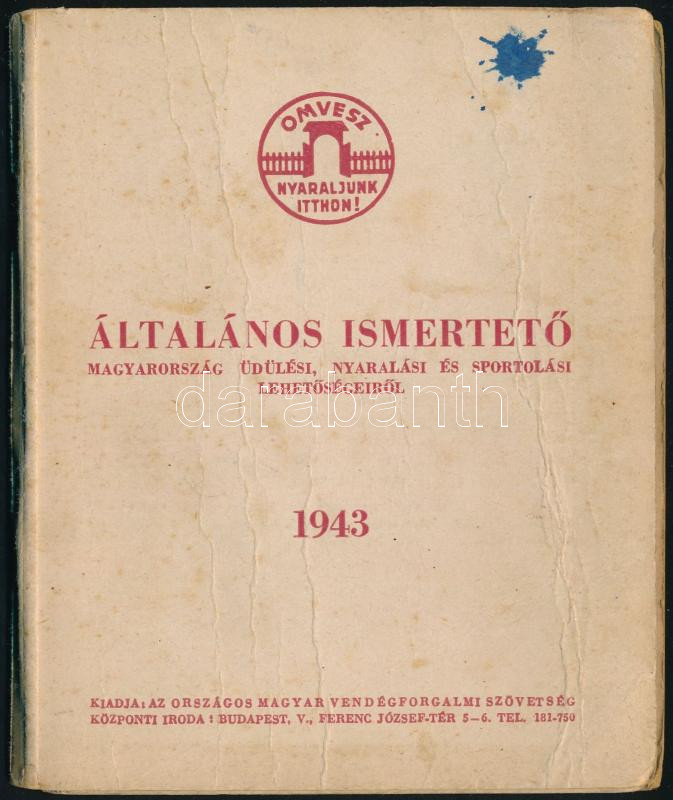 OMVESZ
NYARALJUNK
ITTHON!
ÁLTALÁNOS ISMERTETŐ
MAGYARORSZÁG ÜDÜLÉSI, NYARALÁSI ÉS SPORTOLÁSI
LEHETŐSÉGEIRŐL
darabanth
1943
KIADJA: AZ ORSZÁGOS MAGYAR VENDÉGFORGALMI SZÖVETSÉG
KÖZPONTI IRODA: BUDAPEST, V., FERENC JÓZSEF-TÉR 5–6. TEL. 181-750